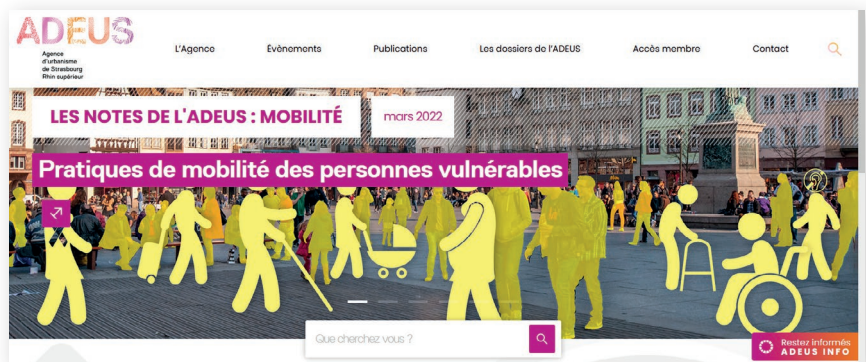 ADEUS
Agence
d'urbanisme
de Strasbourg
Rhin supérieur
L'Agence
Évènements
Publications
Les dossiers de l'ADEUS
Accès membre
Contact
LES NOTES DE L'ADEUS : MOBILITÉ
mars 2022
Pratiques de mobilité des personnes vulnérables
Que cherchez vous ?
Restez informés
ADEUS INFO